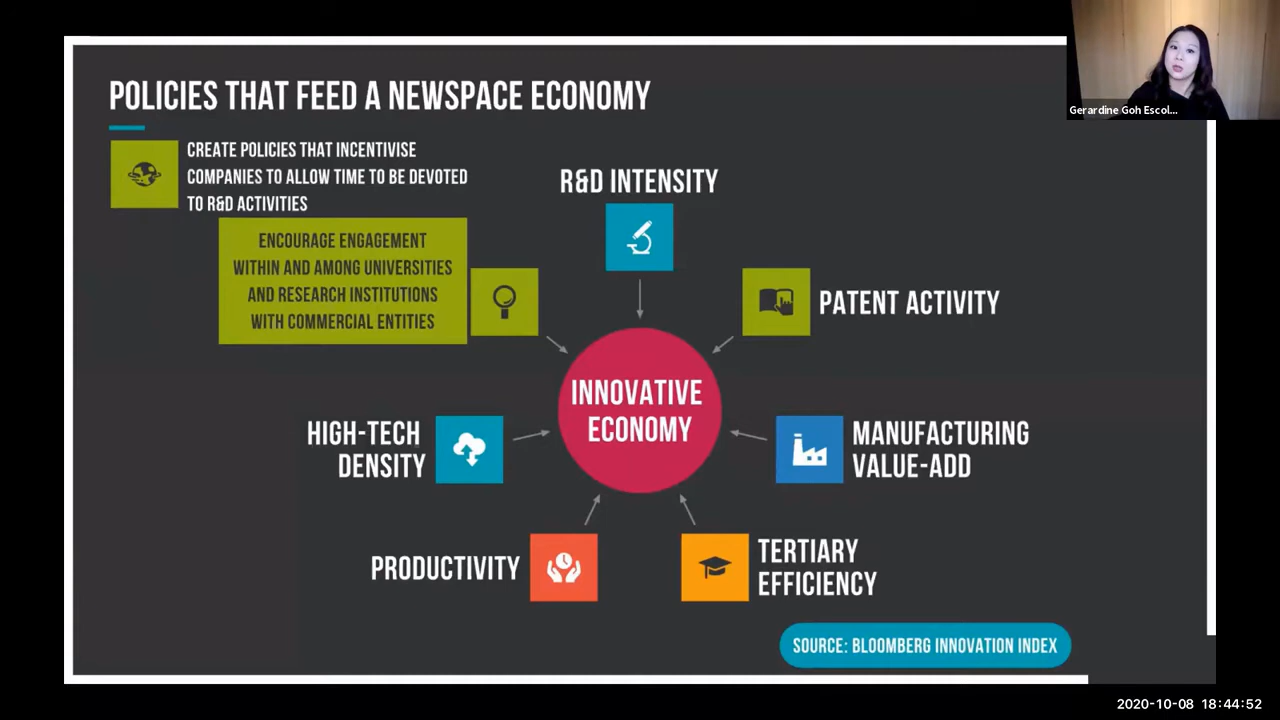 POLICIES THAT FEED A NEWSPACE ECONOMY
Gerardine Goh Escol...
CREATE POLICIES THAT INCENTIVISE
COMPANIES TO ALLOW TIME TO BE DEVOTED
TO R&D ACTIVITIES
R&D INTENSITY
ENCOURAGE ENGAGEMENT
WITHIN AND AMONG UNIVERSITIES
AND RESEARCH INSTITUTIONS
WITH COMMERCIAL ENTITIES
PATENT ACTIVITY
INNOVATIVE
ECONOMY
HIGH-TECH
DENSITY
MANUFACTURING
VALUE-ADD
PRODUCTIVITY
TERTIARY
EFFICIENCY
SOURCE: BLOOMBERG INNOVATION INDEX
2020-10-08 18:44:52